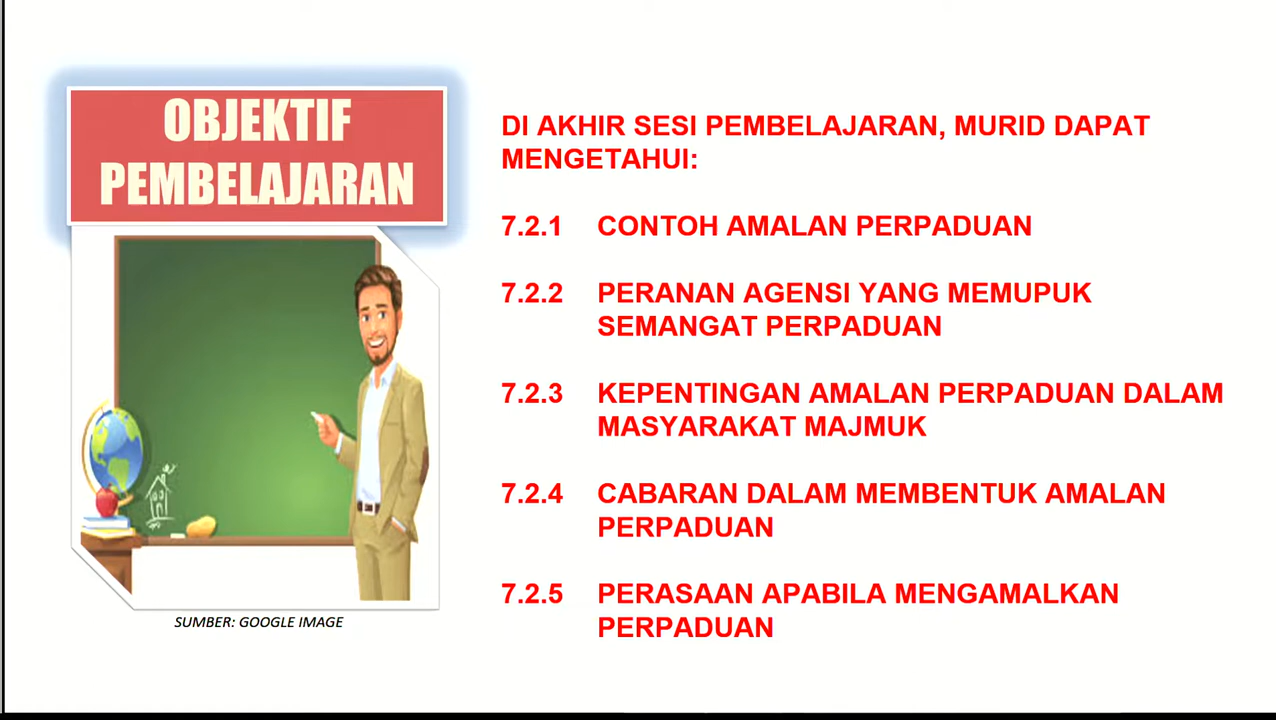 OBJEKTIF
PEMBELAJARAN
SUMBER: GOOGLE IMAGE
DI AKHIR SESI PEMBELAJARAN, MURID DAPAT
MENGETAHUI:
7.2.1 CONTOH AMALAN PERPADUAN
7.2.2 PERANAN AGENSI YANG MEMUPUK
SEMANGAT PERPADUAN
7.2.3 KEPENTINGAN AMALAN PERPADUAN DALAM
MASYARAKAT MAJMUK
7.2.4 CABARAN DALAM MEMBENTUK AMALAN
PERPADUAN
7.2.5 PERASAAN APABILA MENGAMALKAN
PERPADUAN